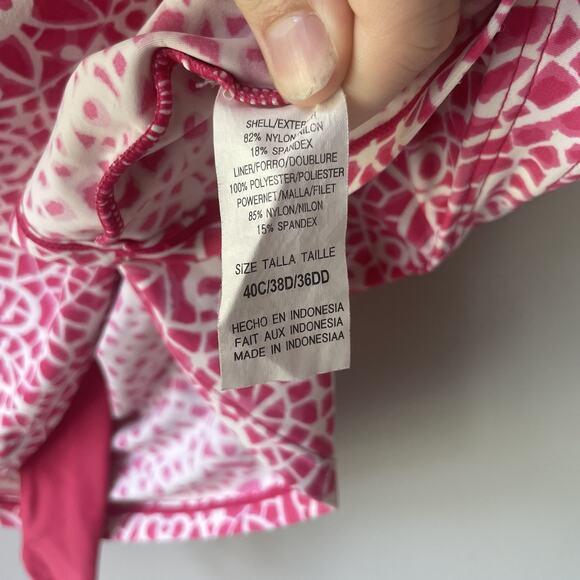 SHELL/EXTERIOR
82% NYLON/NILON
18% SPANDEX
LINER/FORRO/DOUBLURE
100% POLYESTER/POLIESTER
POWERNET/MALLA/FILET
85% NYLON/NILON
15% SPANDEX
SIZE TALLA TAILLE
40C/38D/36DD
HECHO EN INDONESIA
FAIT AUX INDONESIA
MADE IN INDONESIAA